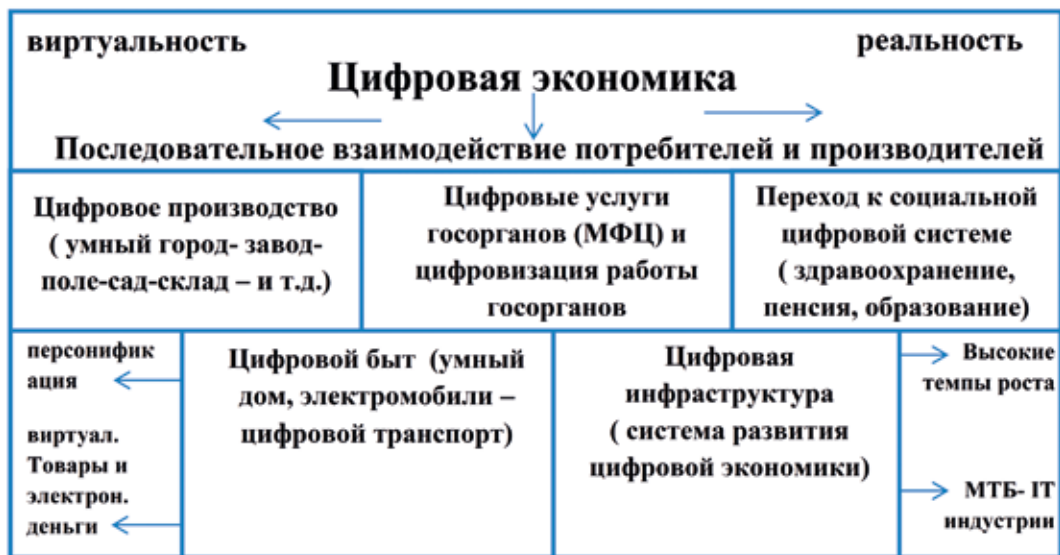 виртуальность
реальность
Цифровая экономика
Последовательное взаимодействие потребителей и производителей
Цифровое производство
( умный город- завод-
поле-сад-склад – и т.д.)
Цифровые услуги
госорганов (МФЦ) и
цифровизация работы
госорганов
Переход к социальной
цифровой системе
( здравоохранение,
пенсия, образование)
персонифик
ация
виртуал.
Товары и
электрон.
деньги
Цифровой быт (умный
дом, электромобили –
цифровой транспорт)
Цифровая
инфраструктура
( система развития
цифровой экономики)
Высокие
темпы роста
МТБ- IT
индустрии